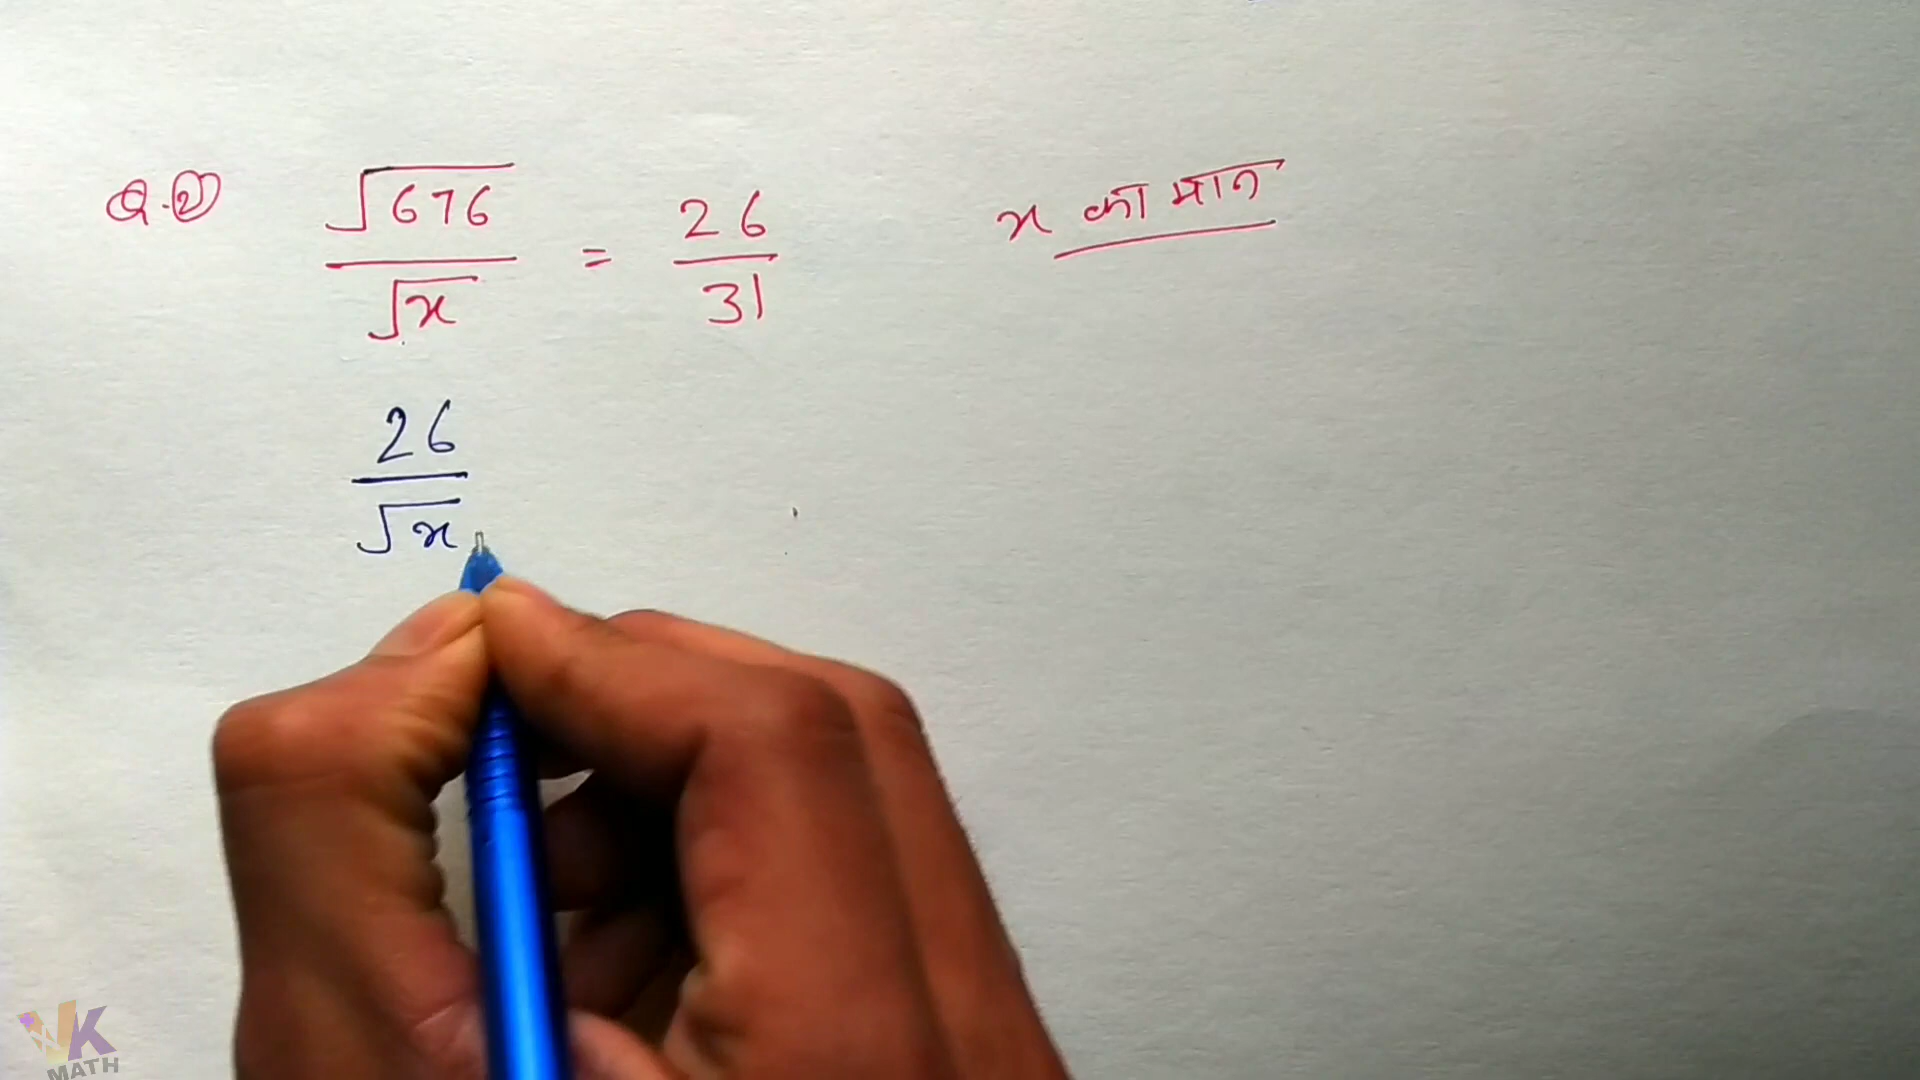 Q.② √676 / √x = 26 / 31 x का मान
26 / √x
VK
MATH